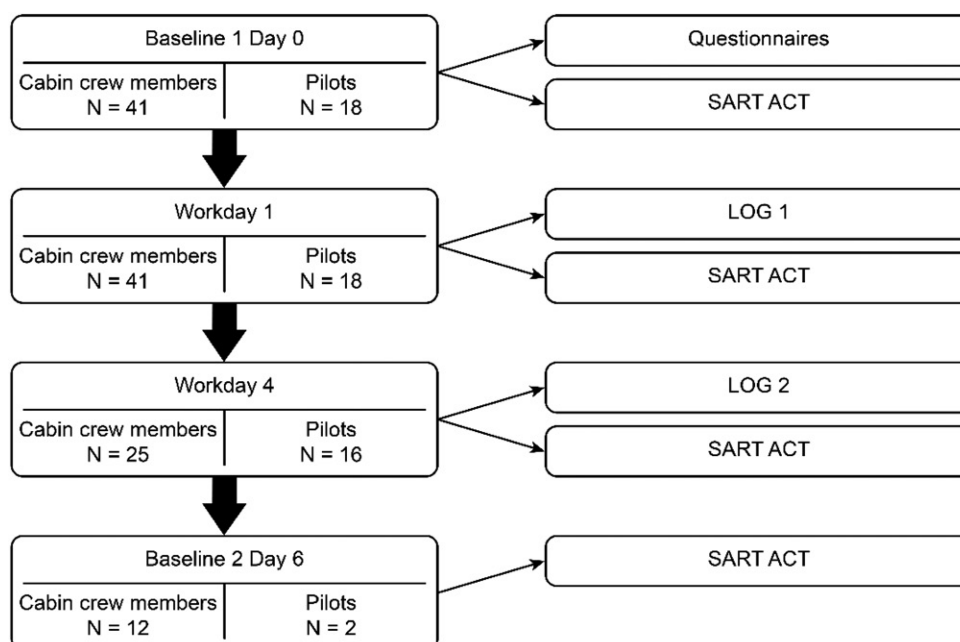 Baseline 1 Day 0
Cabin crew members
N = 41
Pilots
N = 18
Questionnaires
SART ACT
Workday 1
Cabin crew members
N = 41
Pilots
N = 18
LOG 1
SART ACT
Workday 4
Cabin crew members
N = 25
Pilots
N = 16
LOG 2
SART ACT
Baseline 2 Day 6
Cabin crew members
N = 12
Pilots
N = 2
SART ACT